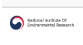 National Institute Of
Environmental Research